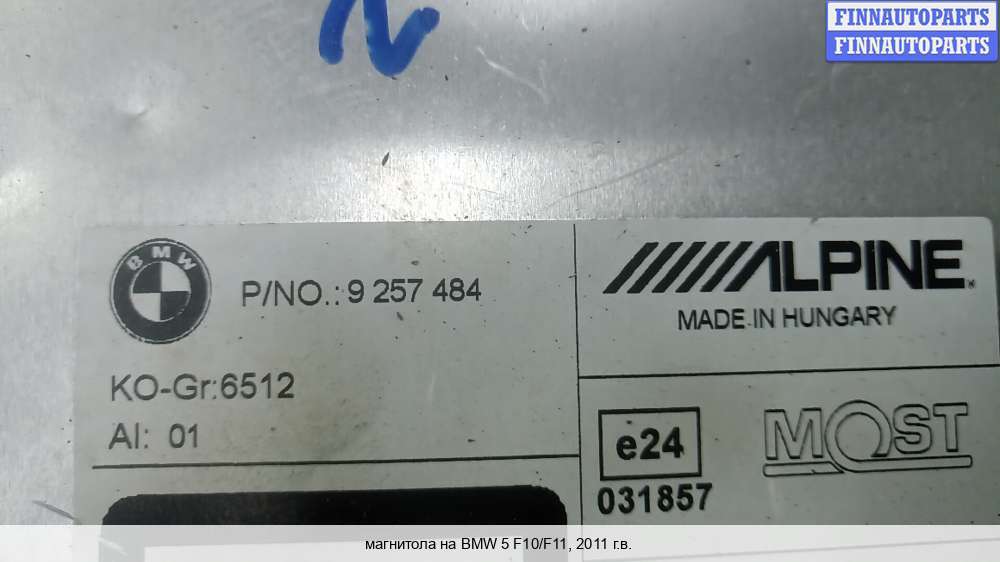 FINNAUTOPARTS
FINNAUTOPARTS
BMW
P/NO.: 9 257 484
ALPINE
MADE IN HUNGARY
KO-Gr:6512
AI: 01
e24
031857
MOST
магнитола на BMW 5 F10/F11, 2011 г.в.